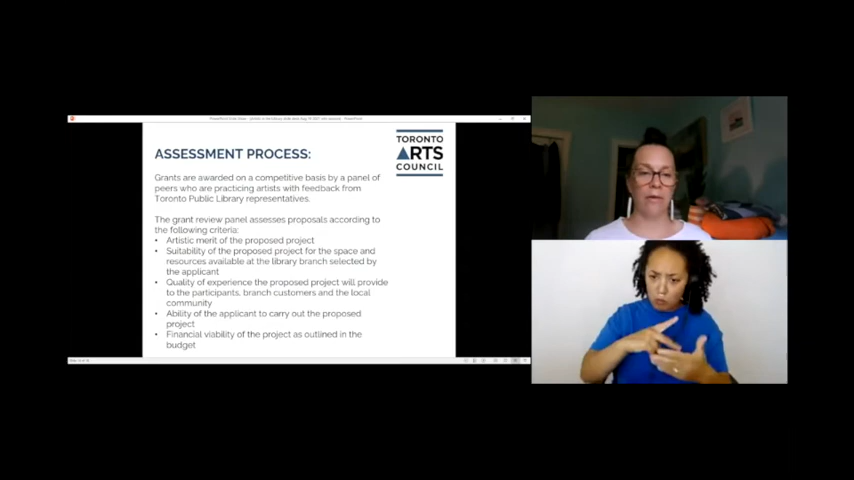 ASSESSMENT PROCESS:
TORONTO
ARTS
COUNCIL
Grants are awarded on a competitive basis by a panel of
peers who are practicing artists with feedback from
Toronto Public Library representatives.
The grant review panel assesses proposals according to
the following criteria:
• Artistic merit of the proposed project
• Suitability of the proposed project for the space and
resources available at the library branch selected by
the applicant
• Quality of experience the proposed project will provide
to the participants, branch customers and the local
community
• Ability of the applicant to carry out the proposed
project
• Financial viability of the project as outlined in the
budget